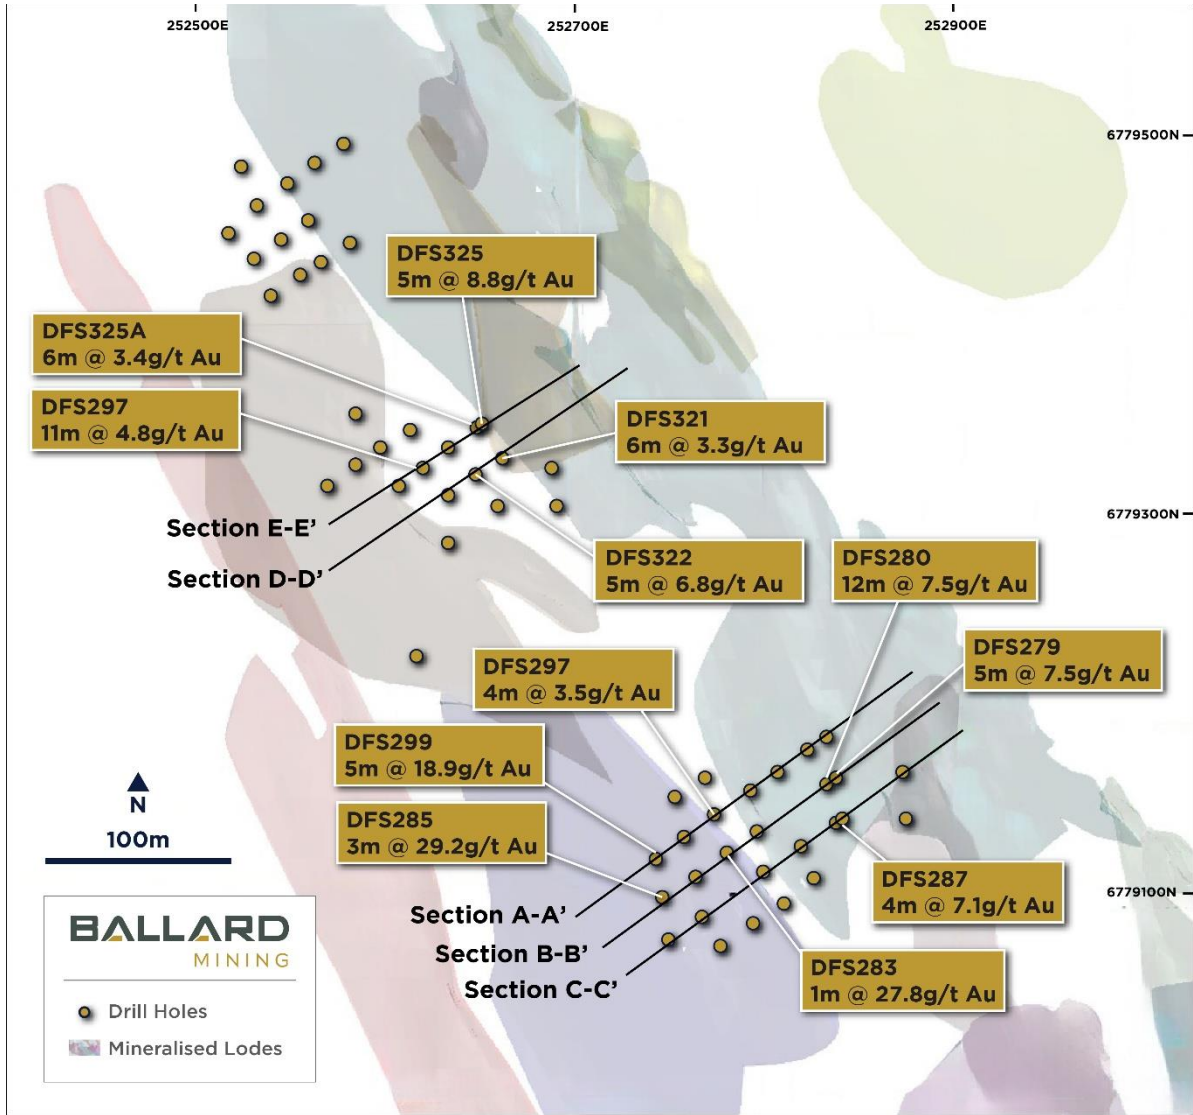 252500E
252700E
252900E
6779500N
DFS325
5m @ 8.8g/t Au
DFS325A
6m @ 3.4g/t Au
DFS297
11m @ 4.8g/t Au
DFS321
6m @ 3.3g/t Au
6779300N
Section E-E’
Section D-D’
DFS322
5m @ 6.8g/t Au
DFS280
12m @ 7.5g/t Au
DFS279
5m @ 7.5g/t Au
DFS297
4m @ 3.5g/t Au
DFS299
5m @ 18.9g/t Au
DFS285
3m @ 29.2g/t Au
N
100m
6779100N
DFS287
4m @ 7.1g/t Au
Section A-A’
Section B-B’
Section C-C’
DFS283
1m @ 27.8g/t Au
BALLARD
MINING
Drill Holes
Mineralised Lodes